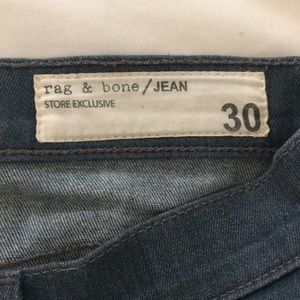 rag & bone/JEAN
STORE EXCLUSIVE
30